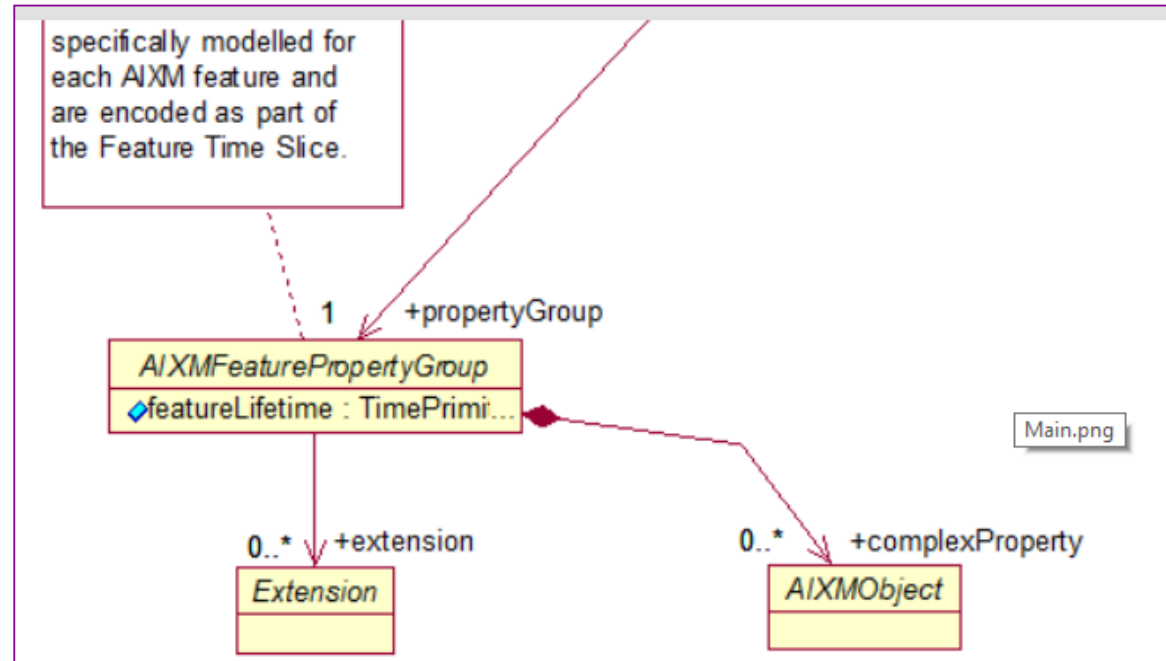 specifically modelled for
each AIXM feature and
are encoded as part of
the Feature Time Slice.
1 +propertyGroup
AIXMFeaturePropertyGroup
featureLifetime : TimePrimi...
Main.png
0..* +extension
0..* +complexProperty
Extension
AIXMObject